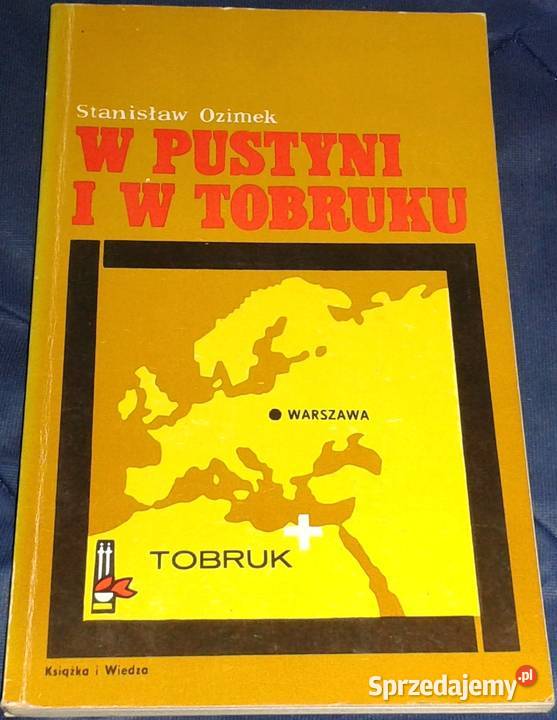 Stanisław Ozimek
W PUSTYNI
I W TOBRUKU
WARSZAWA
TOBRUK
Książka i Wiedza
Sprzedajemy.pl